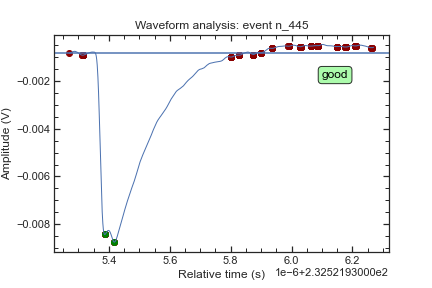 Waveform analysis: event n_445
−0.002
−0.004
−0.006
−0.008
Amplitude (V)
good
5.4 5.6 5.8 6.0 6.2
Relative time (s) 1e−6+2.3252193000e2